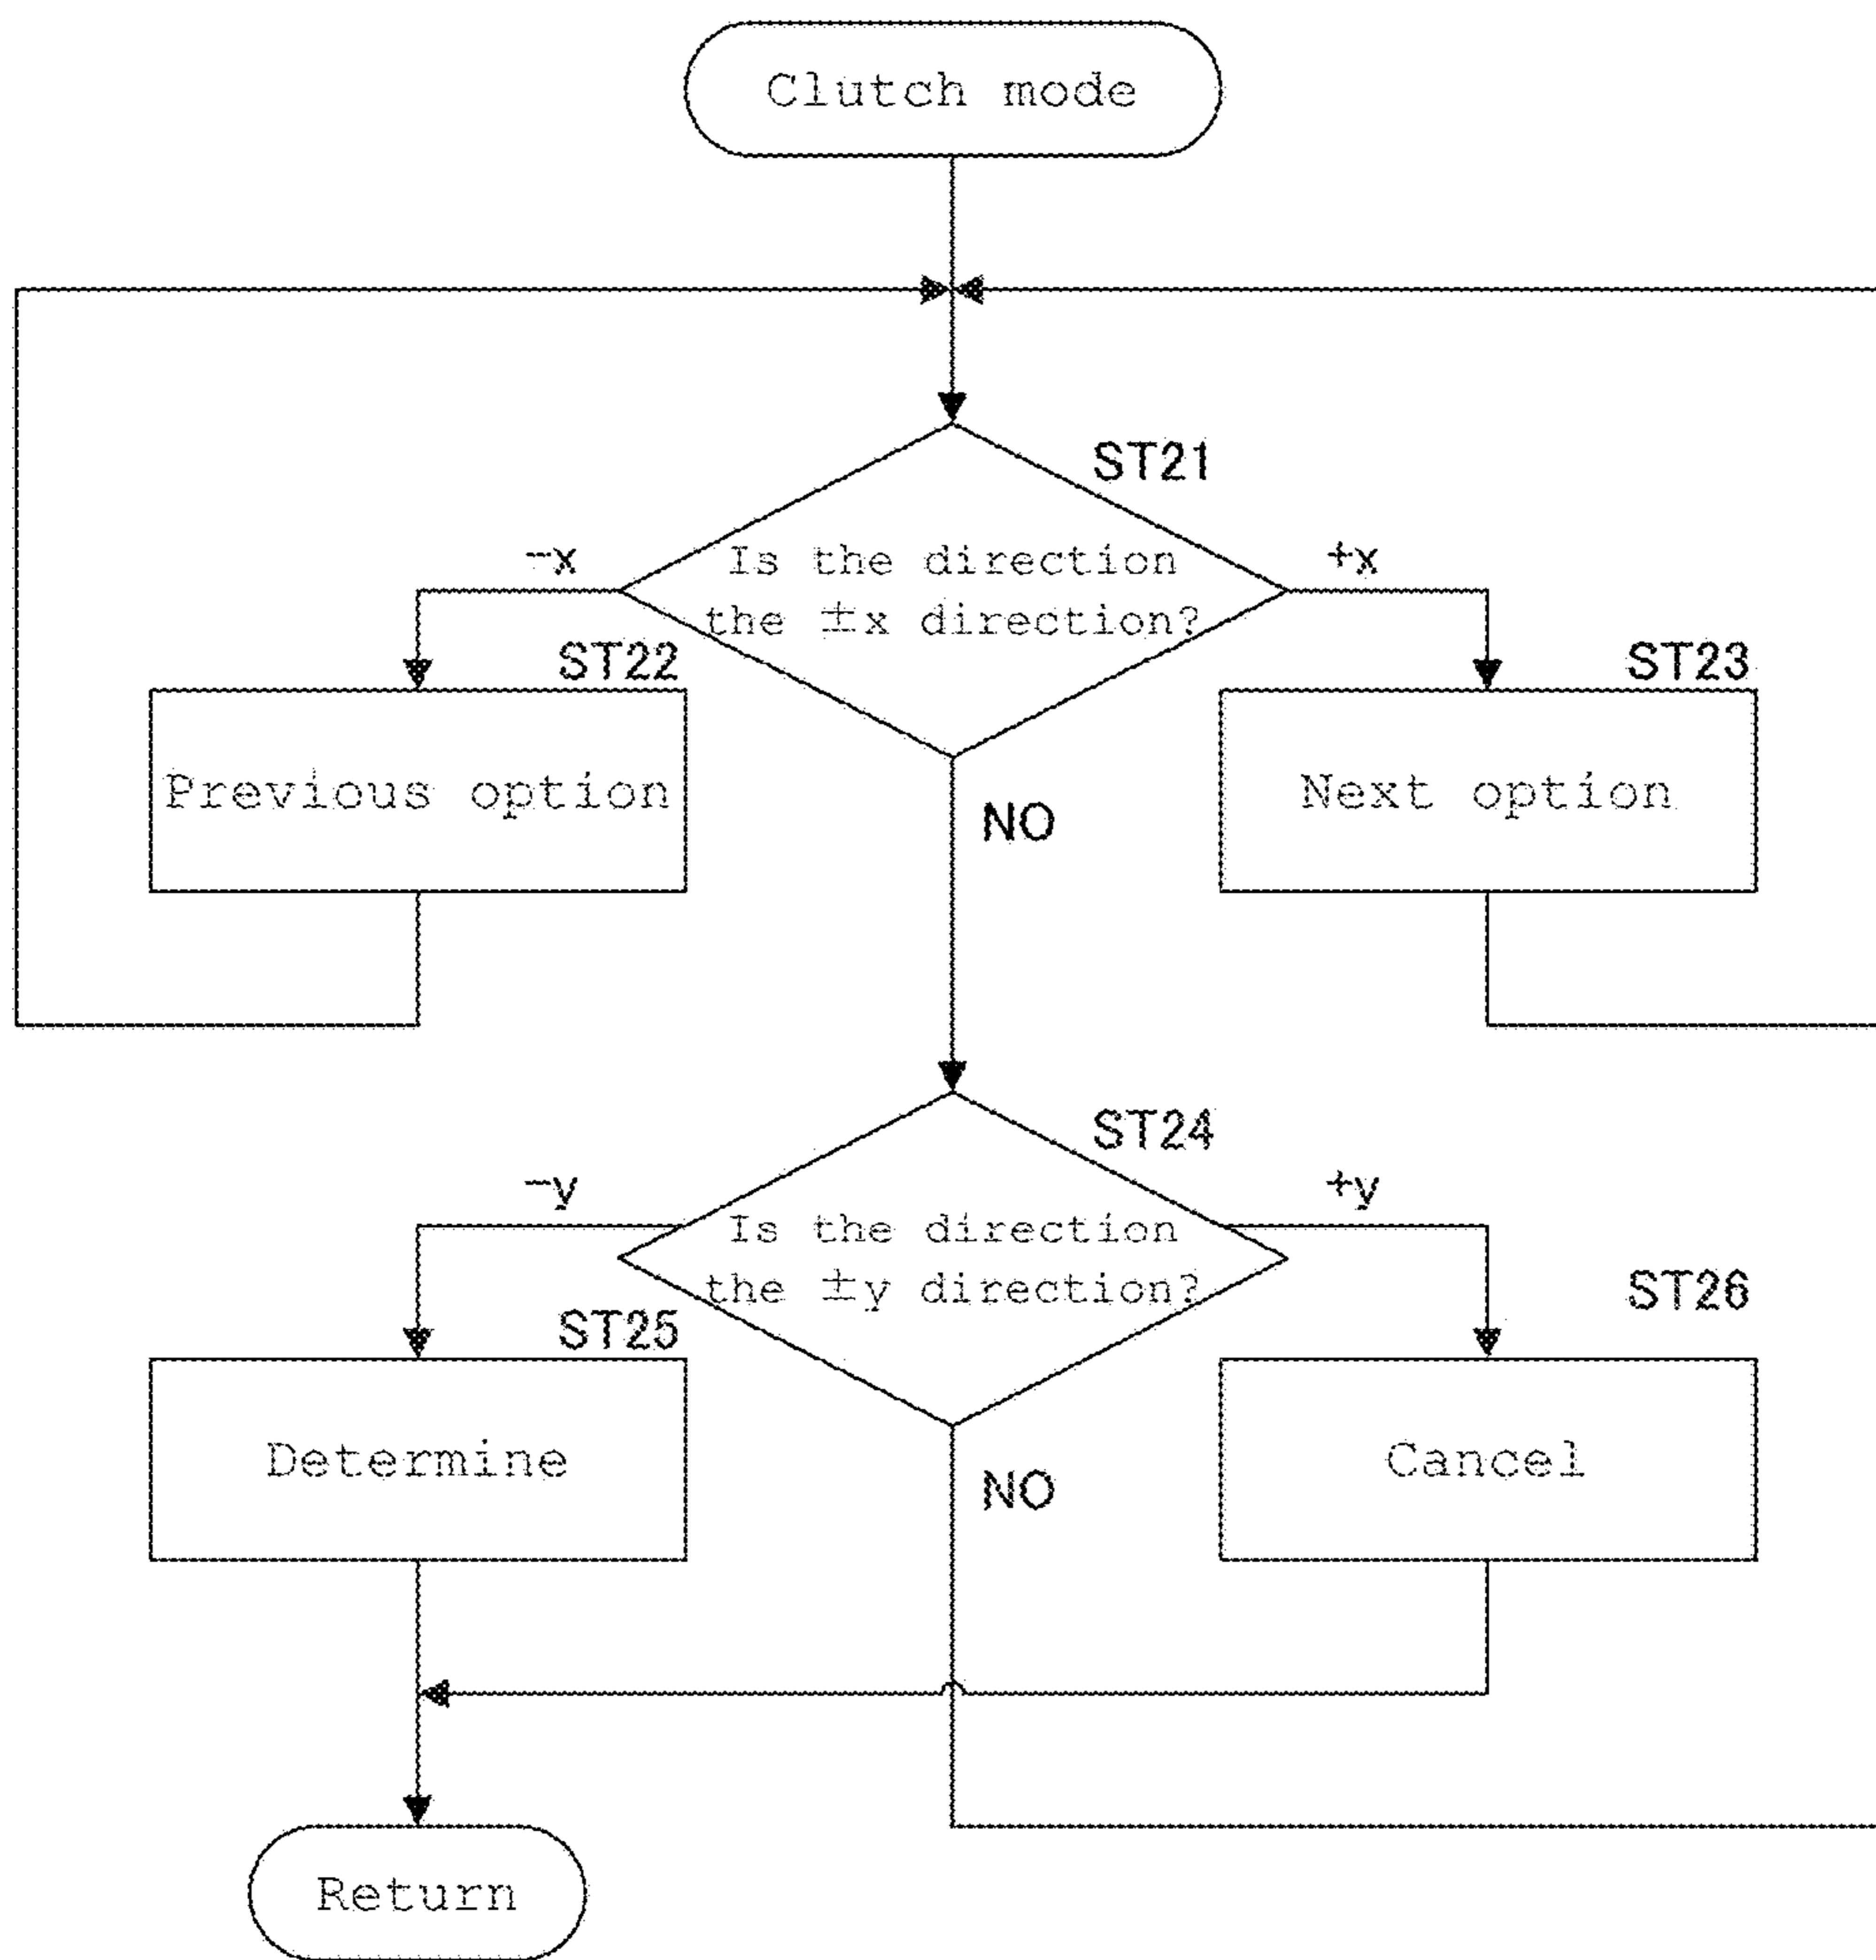 Clutch mode
ST21
-x
Is the direction
the ±x direction?
+x
ST22
Previous option
ST23
Next option
NO
ST24
-y
Is the direction
the ±y direction?
+y
ST25
Determine
ST26
Cancel
NO
Return